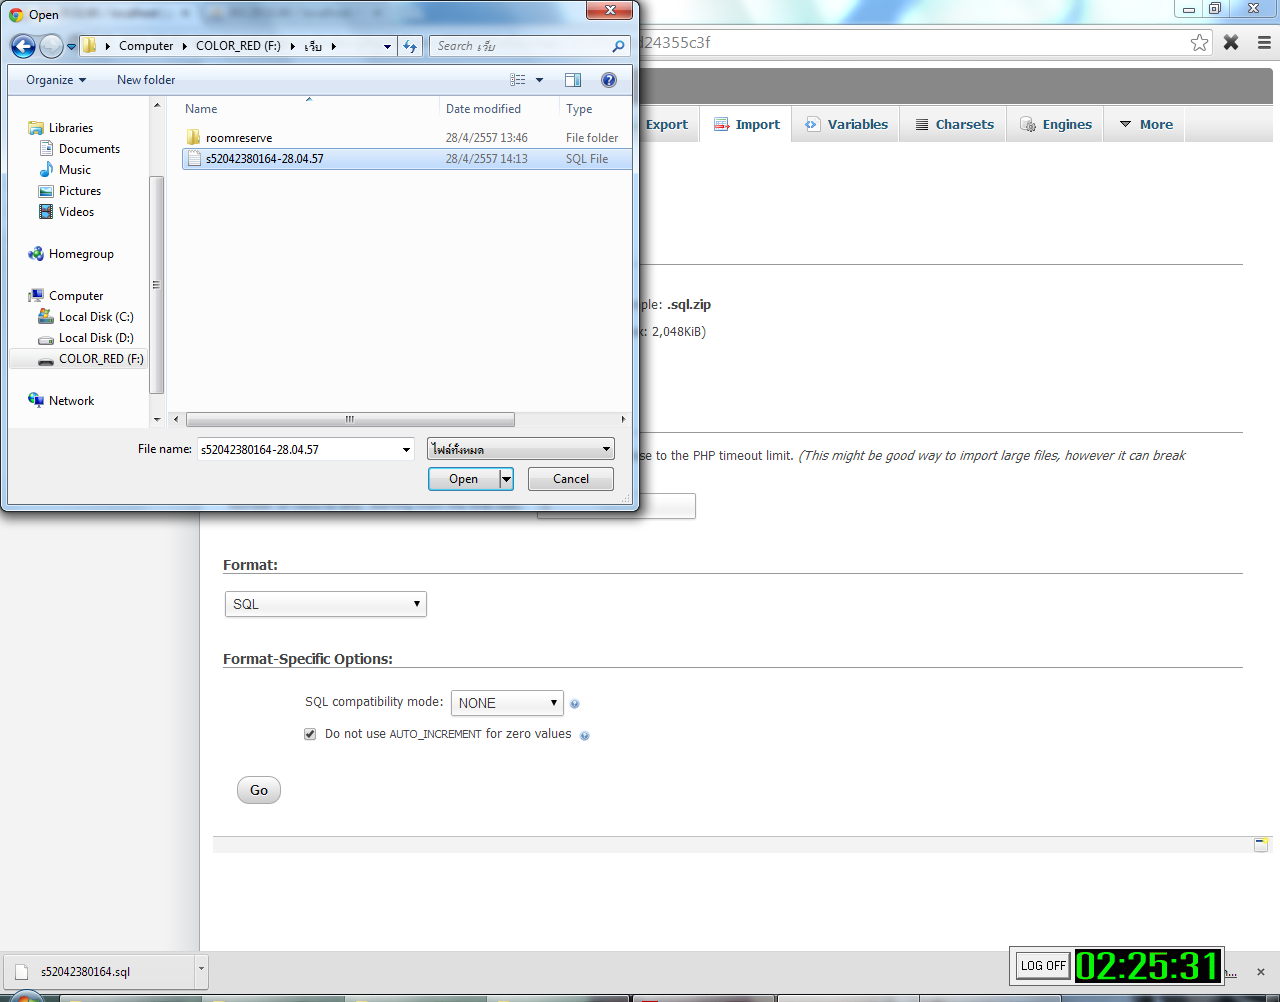 Open
Computer COLOR_RED (F:) เว็บ
Search เว็บ
d24355c3f
Organize
New folder
Name
Date modified
Type
Libraries
Documents
Music
Pictures
Videos
Homegroup
Computer
Local Disk (C:)
Local Disk (D:)
COLOR_RED (F:)
Network
roomreserve 28/4/2557 13:46 File folder
s52042380164-28.04.57 28/4/2557 14:13 SQL File
File name: s52042380164-28.04.57
ไฟล์ทั้งหมด
Open
Cancel
Export
Import
Variables
Charsets
Engines
More
ple: .sql.zip
: 2,048KiB)
se to the PHP timeout limit. (This might be good way to import large files, however it can break
Format:
SQL
Format-Specific Options:
SQL compatibility mode: NONE
Do not use AUTO_INCREMENT for zero values
Go
s52042380164.sql
LOG OFF
02:25:31